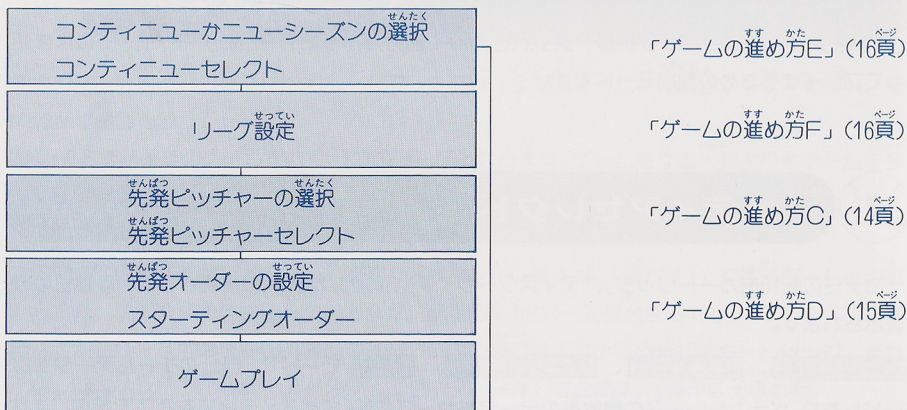 コンティニューかニューシーズンの選択
コンティニューセレクト
「ゲームの進め方E」(16頁)
リーグ設定
「ゲームの進め方F」(16頁)
先発ピッチャーの選択
先発ピッチャーセレクト
「ゲームの進め方C」(14頁)
先発オーダーの設定
スターティングオーダー
「ゲームの進め方D」(15頁)
ゲームプレイ